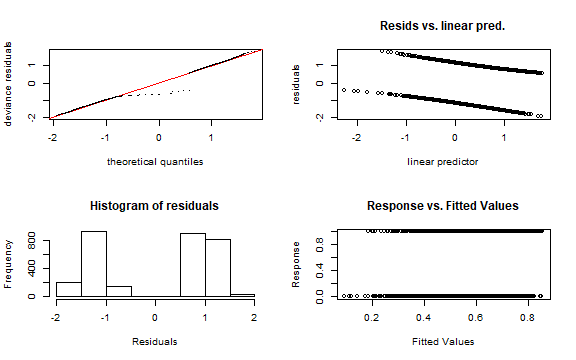 deviance residuals
1
0
-2
-2
-1
0
1
theoretical quantiles
Resids vs. linear pred.
residuals
1
0
-2
-2
-1
0
1
linear predictor
Histogram of residuals
Frequency
800
400
0
-2
-1
0
1
2
Residuals
Response vs. Fitted Values
Response
0.8
0.4
0.0
0.2
0.4
0.6
0.8
Fitted Values